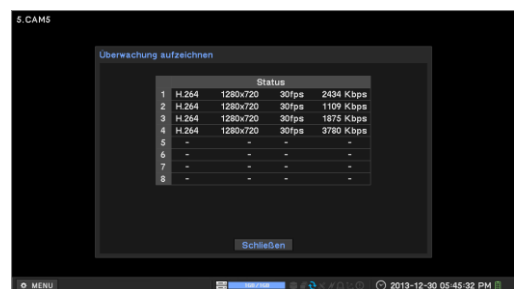 5.CAM5
Überwachung aufzeichnen
Status
1 H.264 1280x720 30fps 2434 Kbps
2 H.264 1280x720 30fps 1109 Kbps
3 H.264 1280x720 30fps 1875 Kbps
4 H.264 1280x720 30fps 3780 Kbps
5 - - - -
6 - - - -
7 - - - -
8 - - - -
Schließen
MENU 2013-12-30 05:45:32 PM